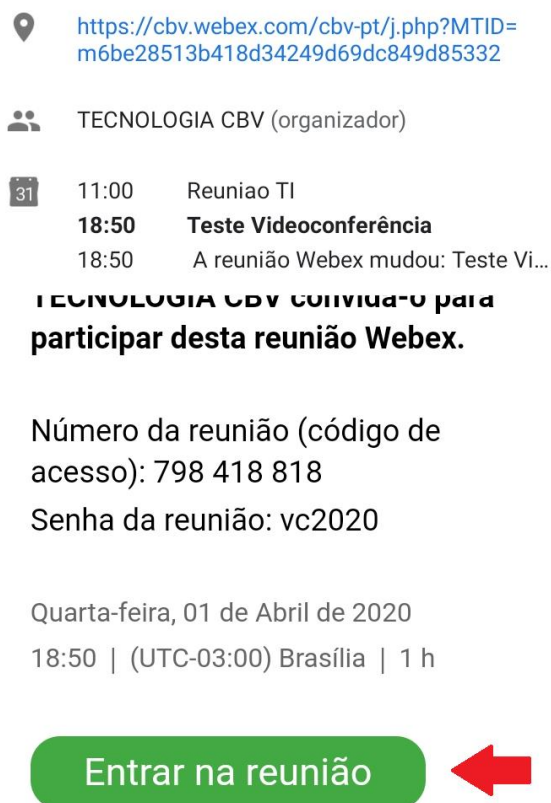 https://cbv.webex.com/cbv-pt/j.php?MTID=
m6be28513b418d34249d69dc849d85332
TECNOLOGIA CBV (organizador)
31
11:00 Reuniao TI
18:50 Teste Videoconferência
18:50 A reunião Webex mudou: Teste Vi...
TECNOLOGIA CBV convida-o para
participar desta reunião Webex.
Número da reunião (código de
acesso): 798 418 818
Senha da reunião: vc2020
Quarta-feira, 01 de Abril de 2020
18:50 | (UTC-03:00) Brasília | 1 h
Entrar na reunião